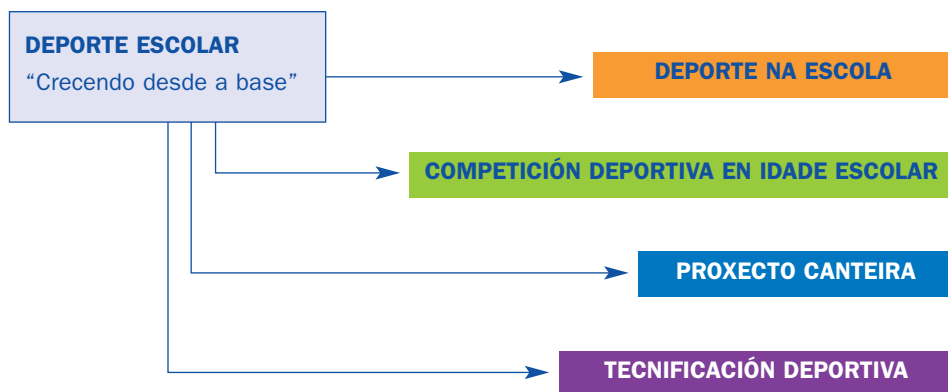 DEPORTE ESCOLAR
“Crecendo desde a base”
DEPORTE NA ESCOLA
COMPETICIÓN DEPORTIVA EN IDADE ESCOLAR
PROXECTO CANTEIRA
TECNIFICACIÓN DEPORTIVA